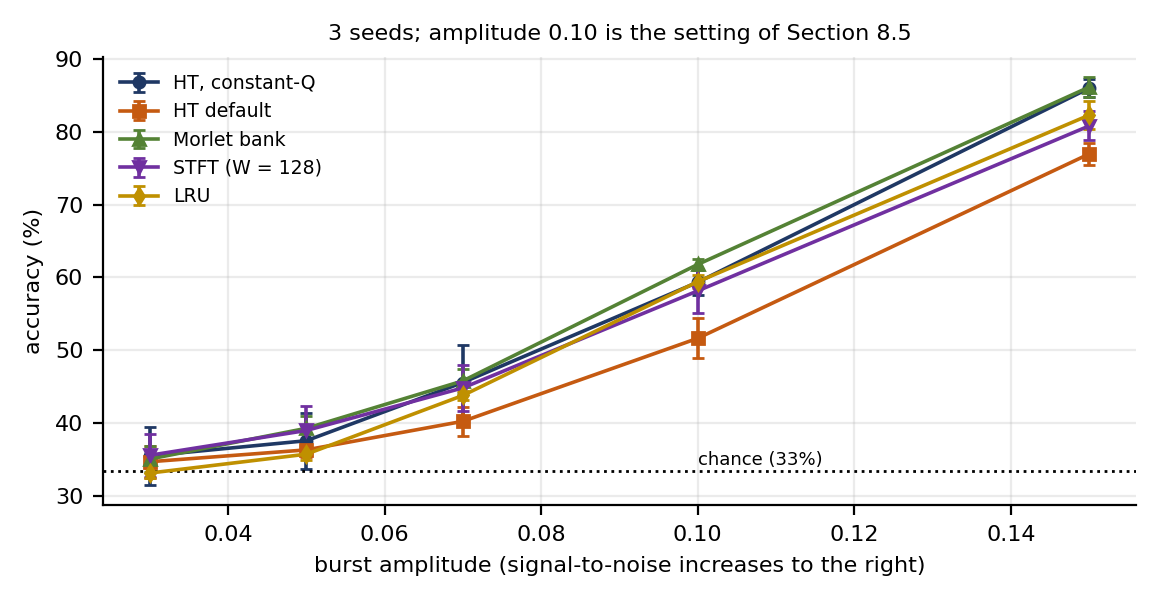 3 seeds; amplitude 0.10 is the setting of Section 8.5
90
80
70
60
50
40
30
accuracy (%)
HT, constant-Q
HT default
Morlet bank
STFT (W = 128)
LRU
chance (33%)
0.04 0.06 0.08 0.10 0.12 0.14
burst amplitude (signal-to-noise increases to the right)